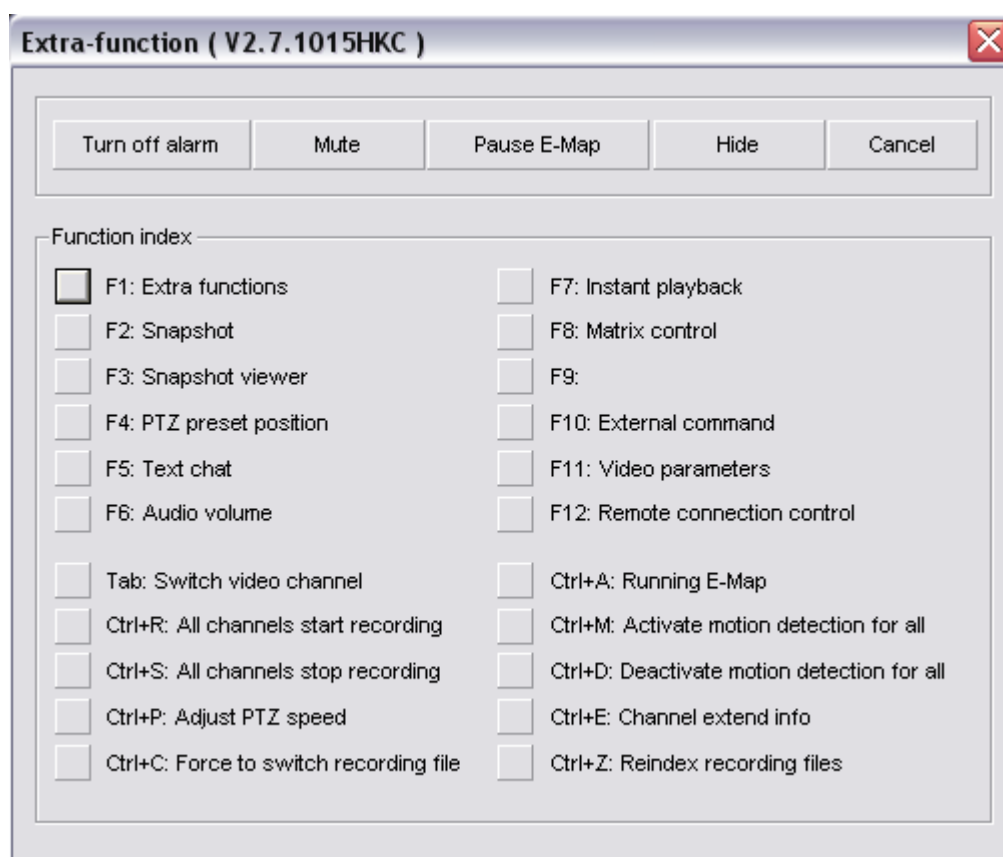 Extra-function ( V2.7.1015HKC )
Turn off alarm
Mute
Pause E-Map
Hide
Cancel
Function index
F1: Extra functions
F2: Snapshot
F3: Snapshot viewer
F4: PTZ preset position
F5: Text chat
F6: Audio volume
F7: Instant playback
F8: Matrix control
F9:
F10: External command
F11: Video parameters
F12: Remote connection control
Tab: Switch video channel
Ctrl+R: All channels start recording
Ctrl+S: All channels stop recording
Ctrl+P: Adjust PTZ speed
Ctrl+C: Force to switch recording file
Ctrl+A: Running E-Map
Ctrl+M: Activate motion detection for all
Ctrl+D: Deactivate motion detection for all
Ctrl+E: Channel extend info
Ctrl+Z: Reindex recording files